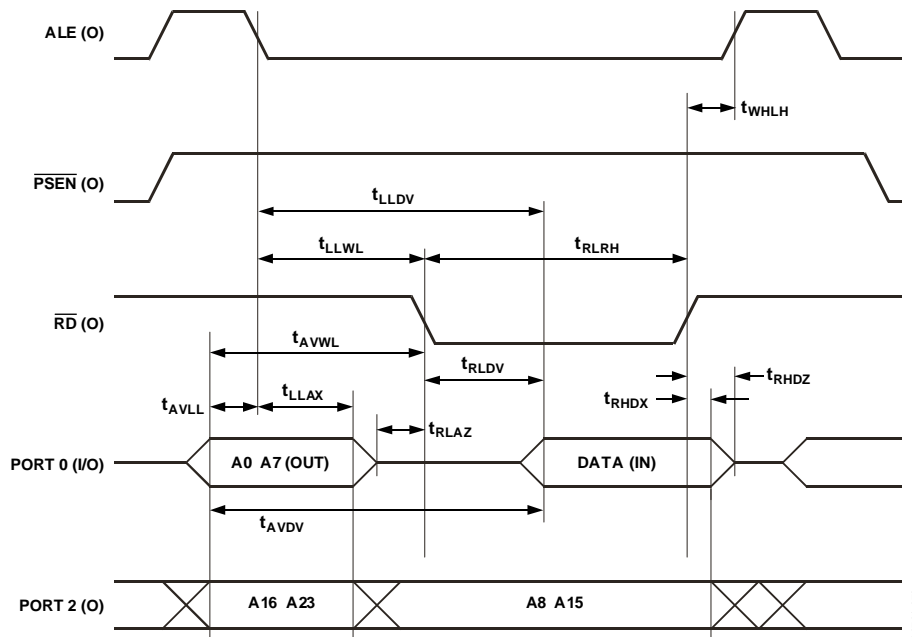 ALE (O)
tWHLH
PSEN (O)
tLLDV
tLLWL
tRLRH
RD (O)
tAVWL
tRLDV
tRHDZ
tAVLL
tLLAX
tRHDX
tRLAZ
PORT 0 (I/O)
A0 A7 (OUT)
DATA (IN)
tAVDV
PORT 2 (O)
A16 A23
A8 A15